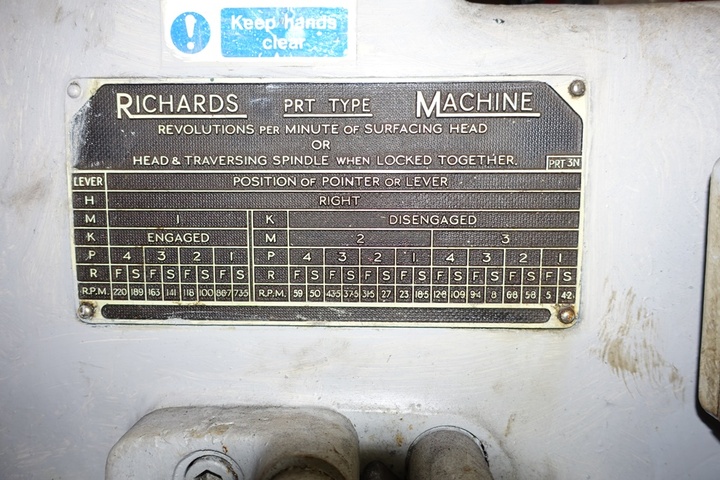 Keep hands
clear
RICHARDS PRT TYPE MACHINE
REVOLUTIONS PER MINUTE OF SURFACING HEAD
OR
HEAD & TRAVERSING SPINDLE WHEN LOCKED TOGETHER.
PRT 3N
LEVER POSITION OF POINTER OR LEVER
H RIGHT
M 1 K DISENGAGED
K ENGAGED M 2 3
P 4 3 2 1 P 4 3 2 1 4 3 2 1
R F S F S F S F S R F S F S F S F S F S F S F S F S
R.P.M. 220 189 163 141 118 100 86·7 73·5 R.P.M. 59 50 43·5 37·5 31·5 27 23 18·5 12·8 10·9 9·4 8 6·8 5·8 5 4·2